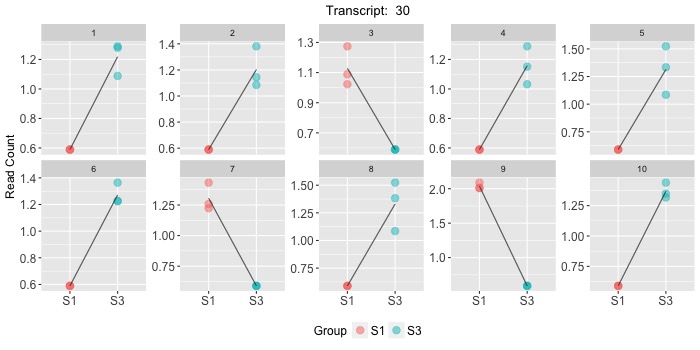 Transcript: 30
1 2 3 4 5
1.2 1.0 0.8 0.6
1.4 1.2 1.0 0.8 0.6
1.3 1.1 0.9 0.7
1.2 1.0 0.8 0.6
1.50 1.25 1.00 0.75
Read Count
6 7 8 9 10
1.4 1.2 1.0 0.8 0.6
1.25 1.00 0.75
1.50 1.25 1.00 0.75
2.0 1.5 1.0
1.25 1.00 0.75
S1 S3 S1 S3 S1 S3 S1 S3 S1 S3
Group S1 S3